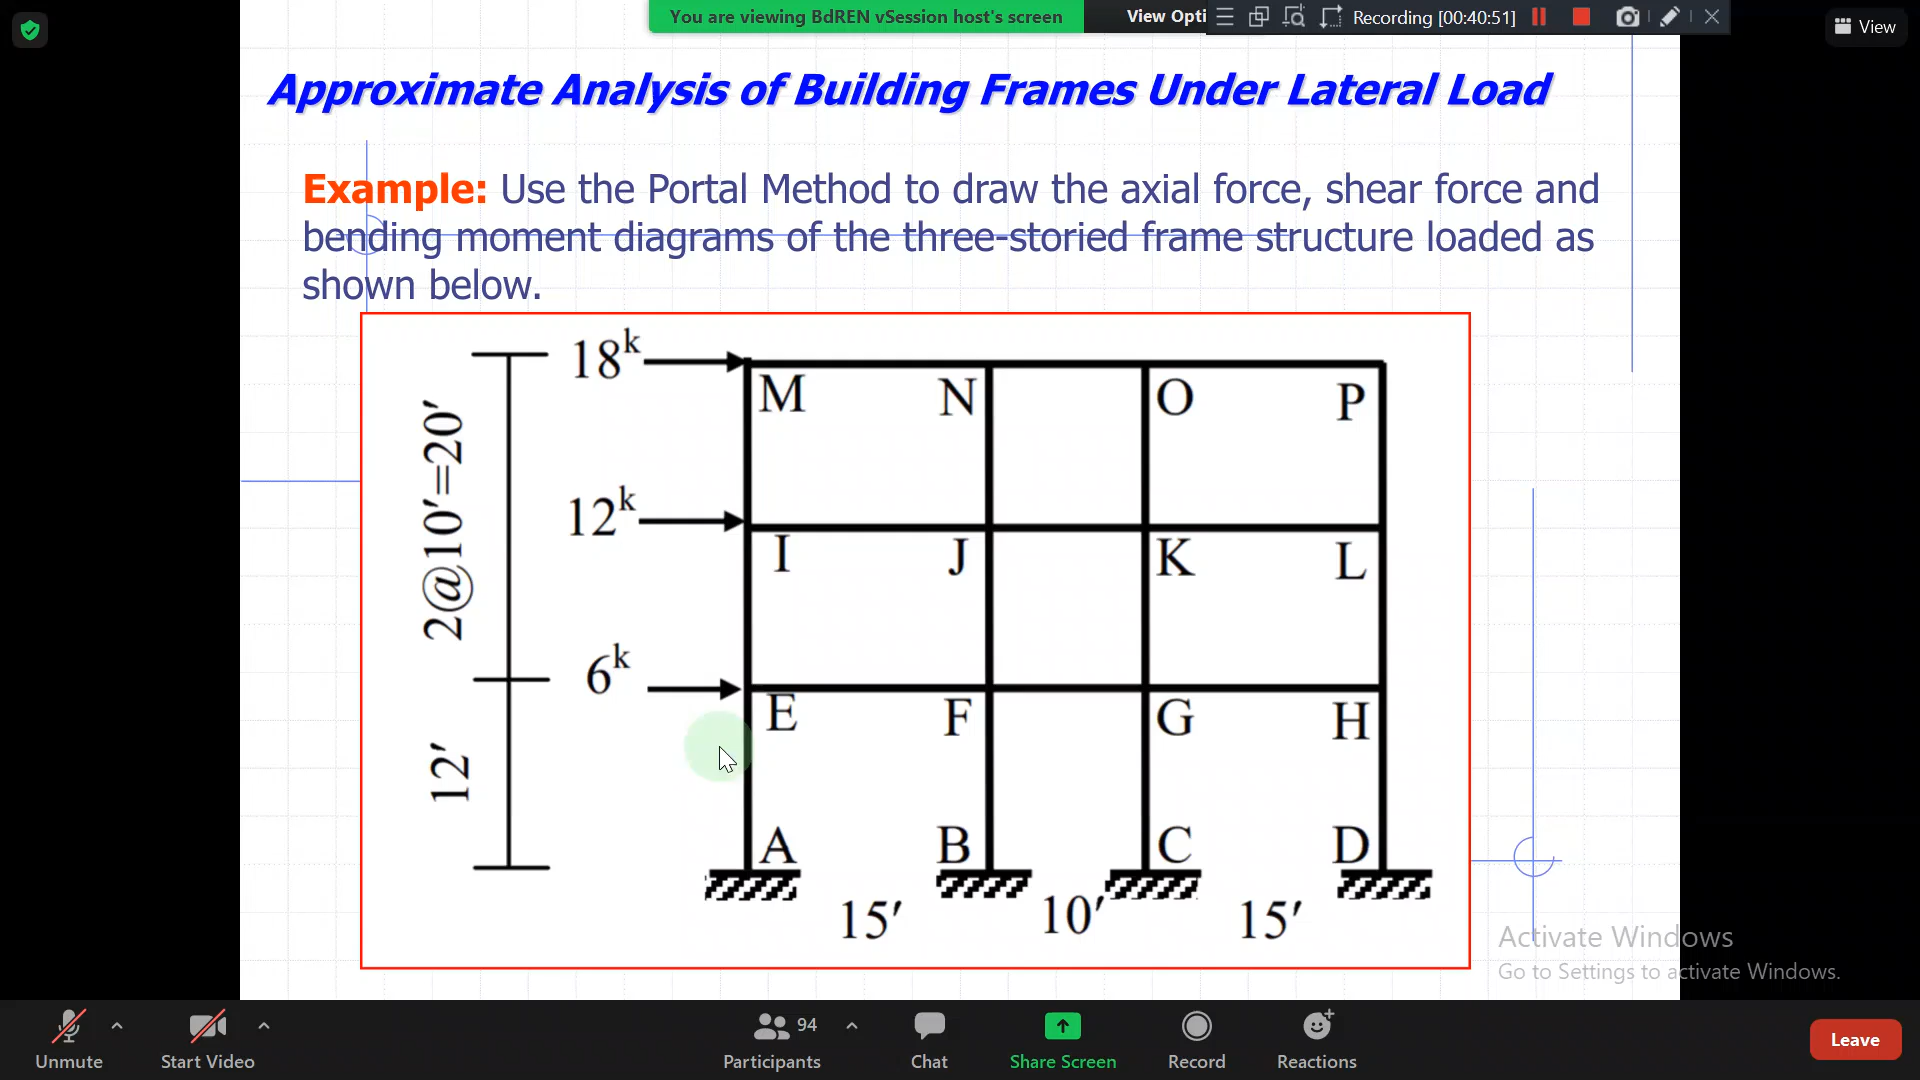 You are viewing BdREN vSession host's screen
View Opti
Recording [00:40:51]
View
Approximate Analysis of Building Frames Under Lateral Load
Example: Use the Portal Method to draw the axial force, shear force and
bending moment diagrams of the three-storied frame structure loaded as
shown below.
18k
M N O P
2@10'=20'
12k
I J K L
6k
E F G H
12'
A B C D
15' 10' 15'
Activate Windows
Go to Settings to activate Windows.
94
Unmute Start Video Participants Chat Share Screen Record Reactions Leave